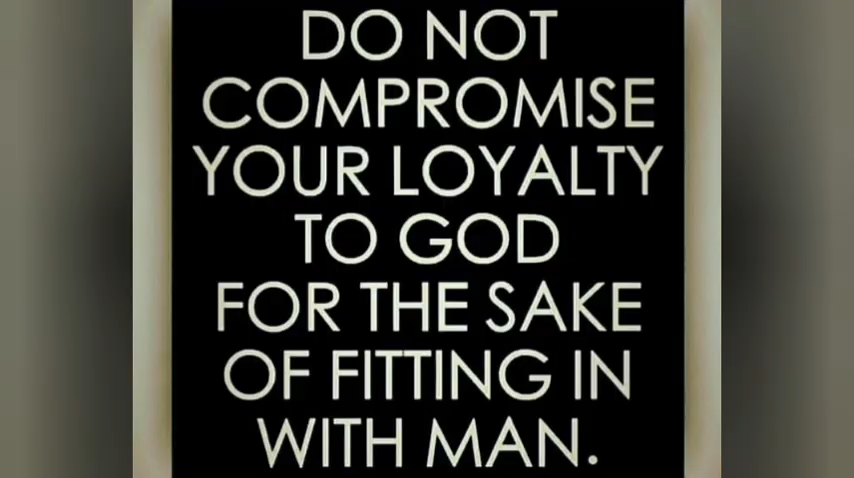 DO NOT
COMPROMISE
YOUR LOYALTY
TO GOD
FOR THE SAKE
OF FITTING IN
WITH MAN.